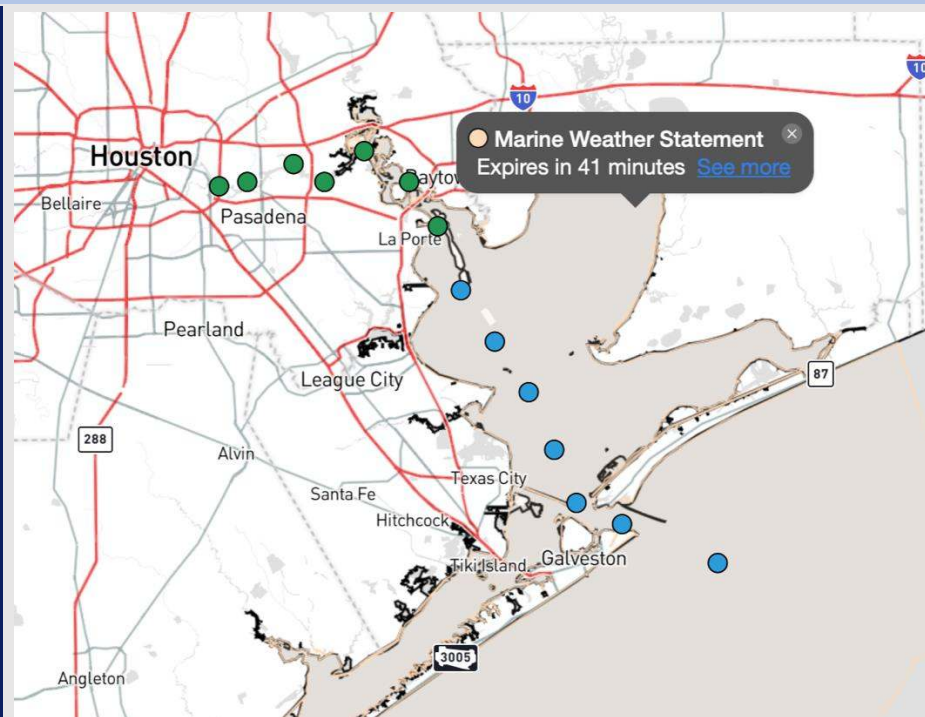 10
10
Marine Weather Statement
Expires in 41 minutes See more
Houston
Bellaire
Pasadena
La Porte
Pearland
League City
87
288
Alvin
Texas City
Santa Fe
Hitchcock
Tiki Island
Galveston
3005
Angleton